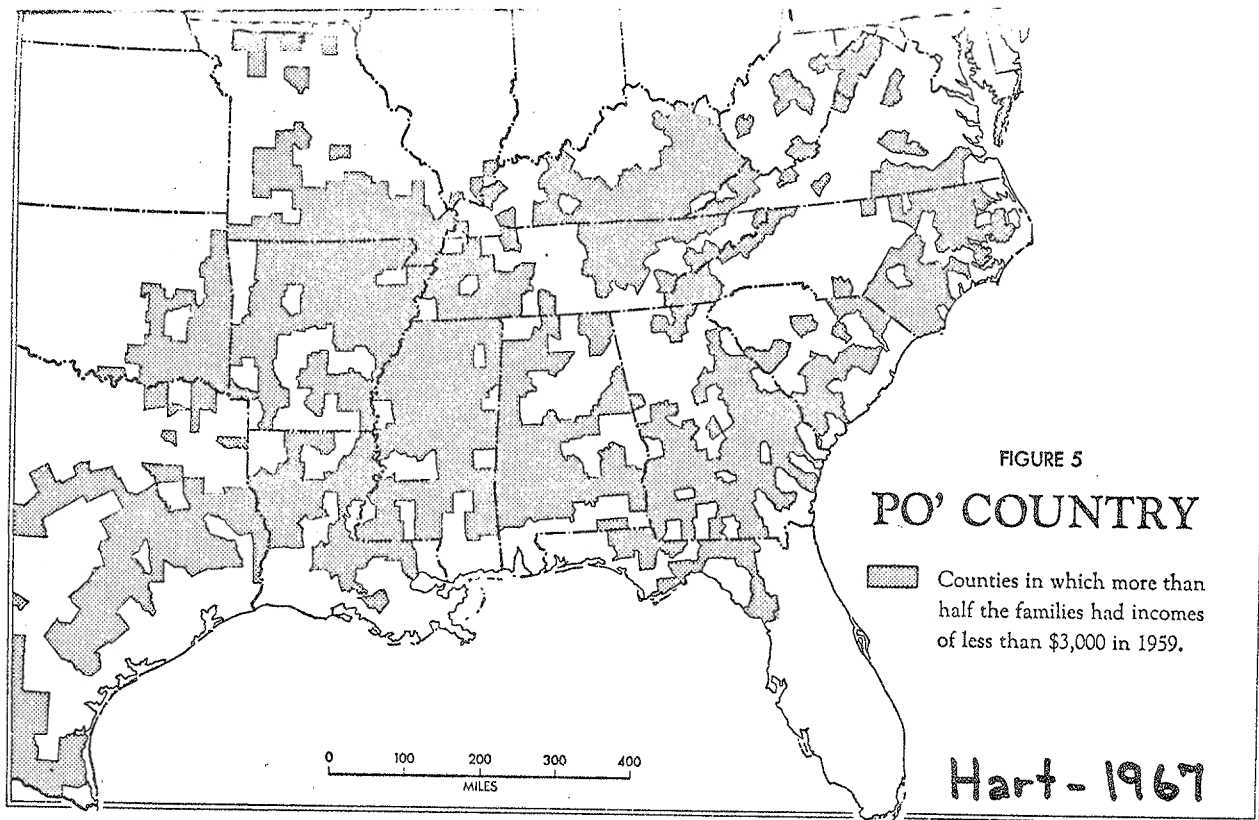 FIGURE 5
PO' COUNTRY
Counties in which more than
half the families had incomes
of less than $3,000 in 1959.
0 100 200 300 400
MILES
Hart - 1967